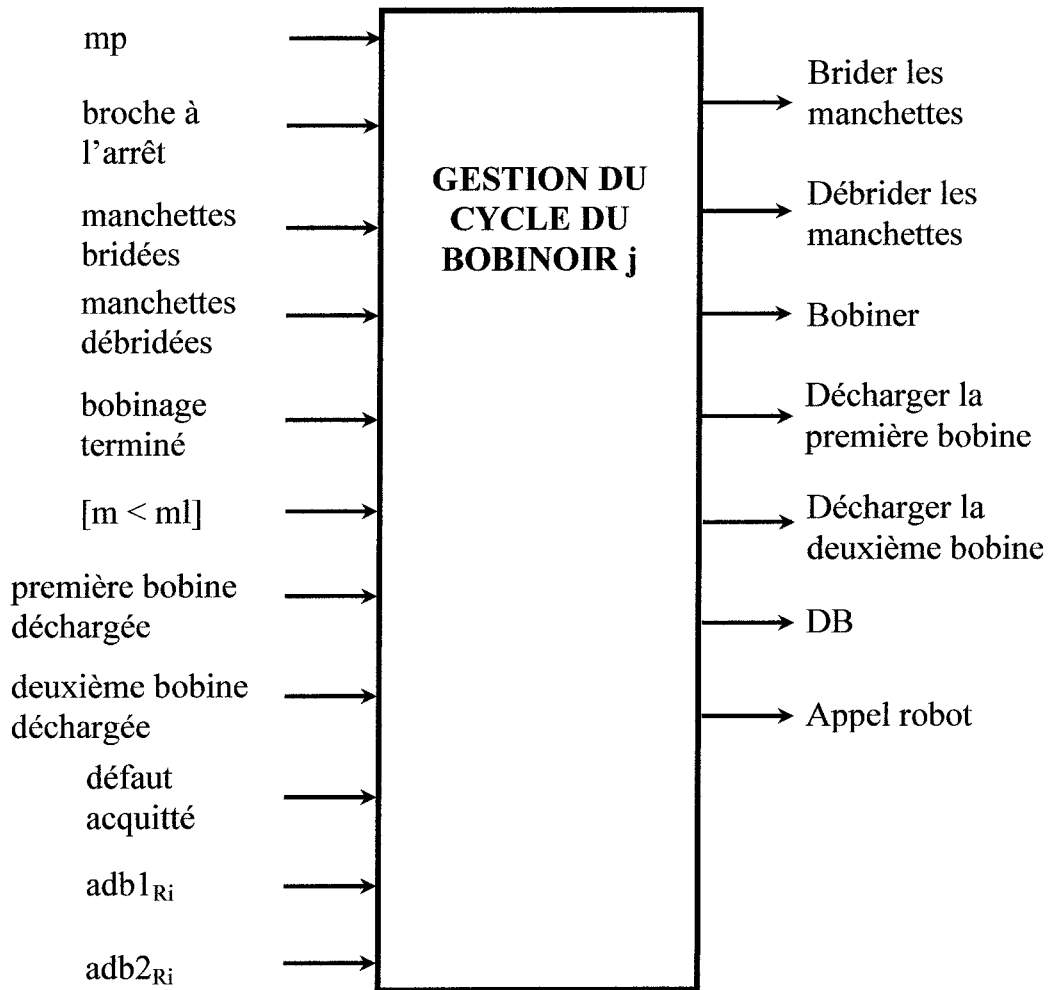 mp
broche à
l'arrêt
manchettes
bridées
manchettes
débridées
bobinage
terminé
[m < ml]
première bobine
déchargée
deuxième bobine
déchargée
défaut
acquitté
adb1Ri
adb2Ri
GESTION DU
CYCLE DU
BOBINOIR j
Brider les
manchettes
Débrider les
manchettes
Bobiner
Décharger la
première bobine
Décharger la
deuxième bobine
DB
Appel robot